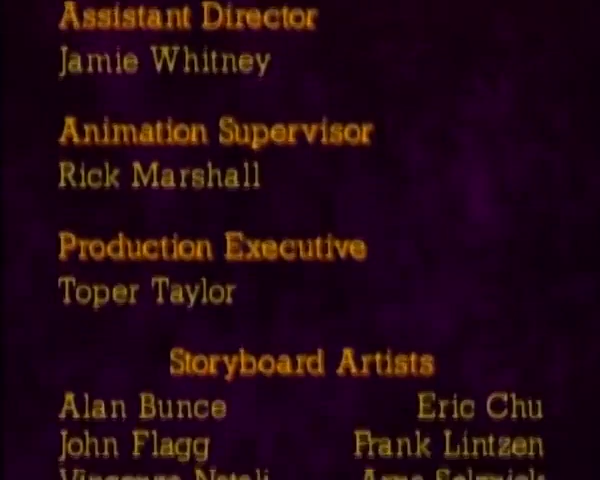 Assistant Director
Jamie Whitney
Animation Supervisor
Rick Marshall
Production Executive
Toper Taylor
Storyboard Artists
Alan Bunce Eric Chu
John Flagg Frank Lintzen